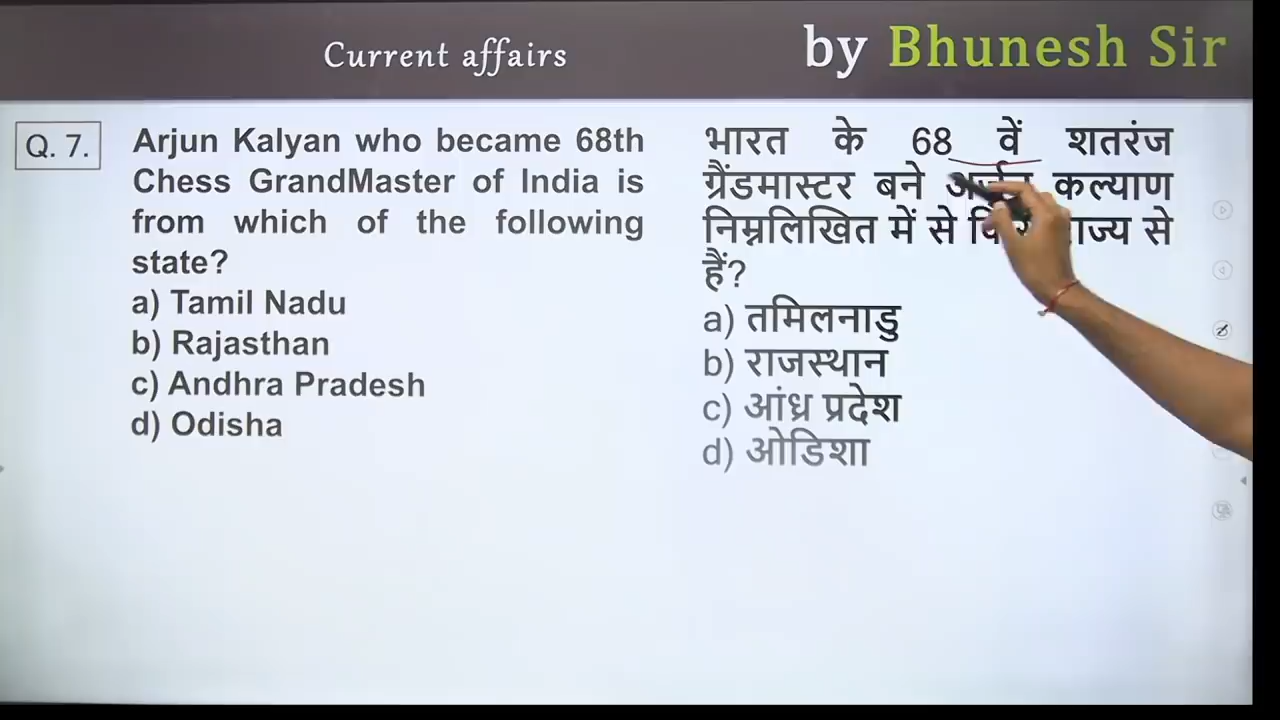 Current affairs
by Bhunesh Sir
Q. 7.
Arjun Kalyan who became 68th
Chess GrandMaster of India is
from which of the following
state?
a) Tamil Nadu
b) Rajasthan
c) Andhra Pradesh
d) Odisha
भारत के 68 वें शतरंज
ग्रैंडमास्टर बने कल्याण
निम्नलिखित में से से
हैं?
a) तमिलनाडु
b) राजस्थान
c) आंध्र प्रदेश
d) ओडिशा